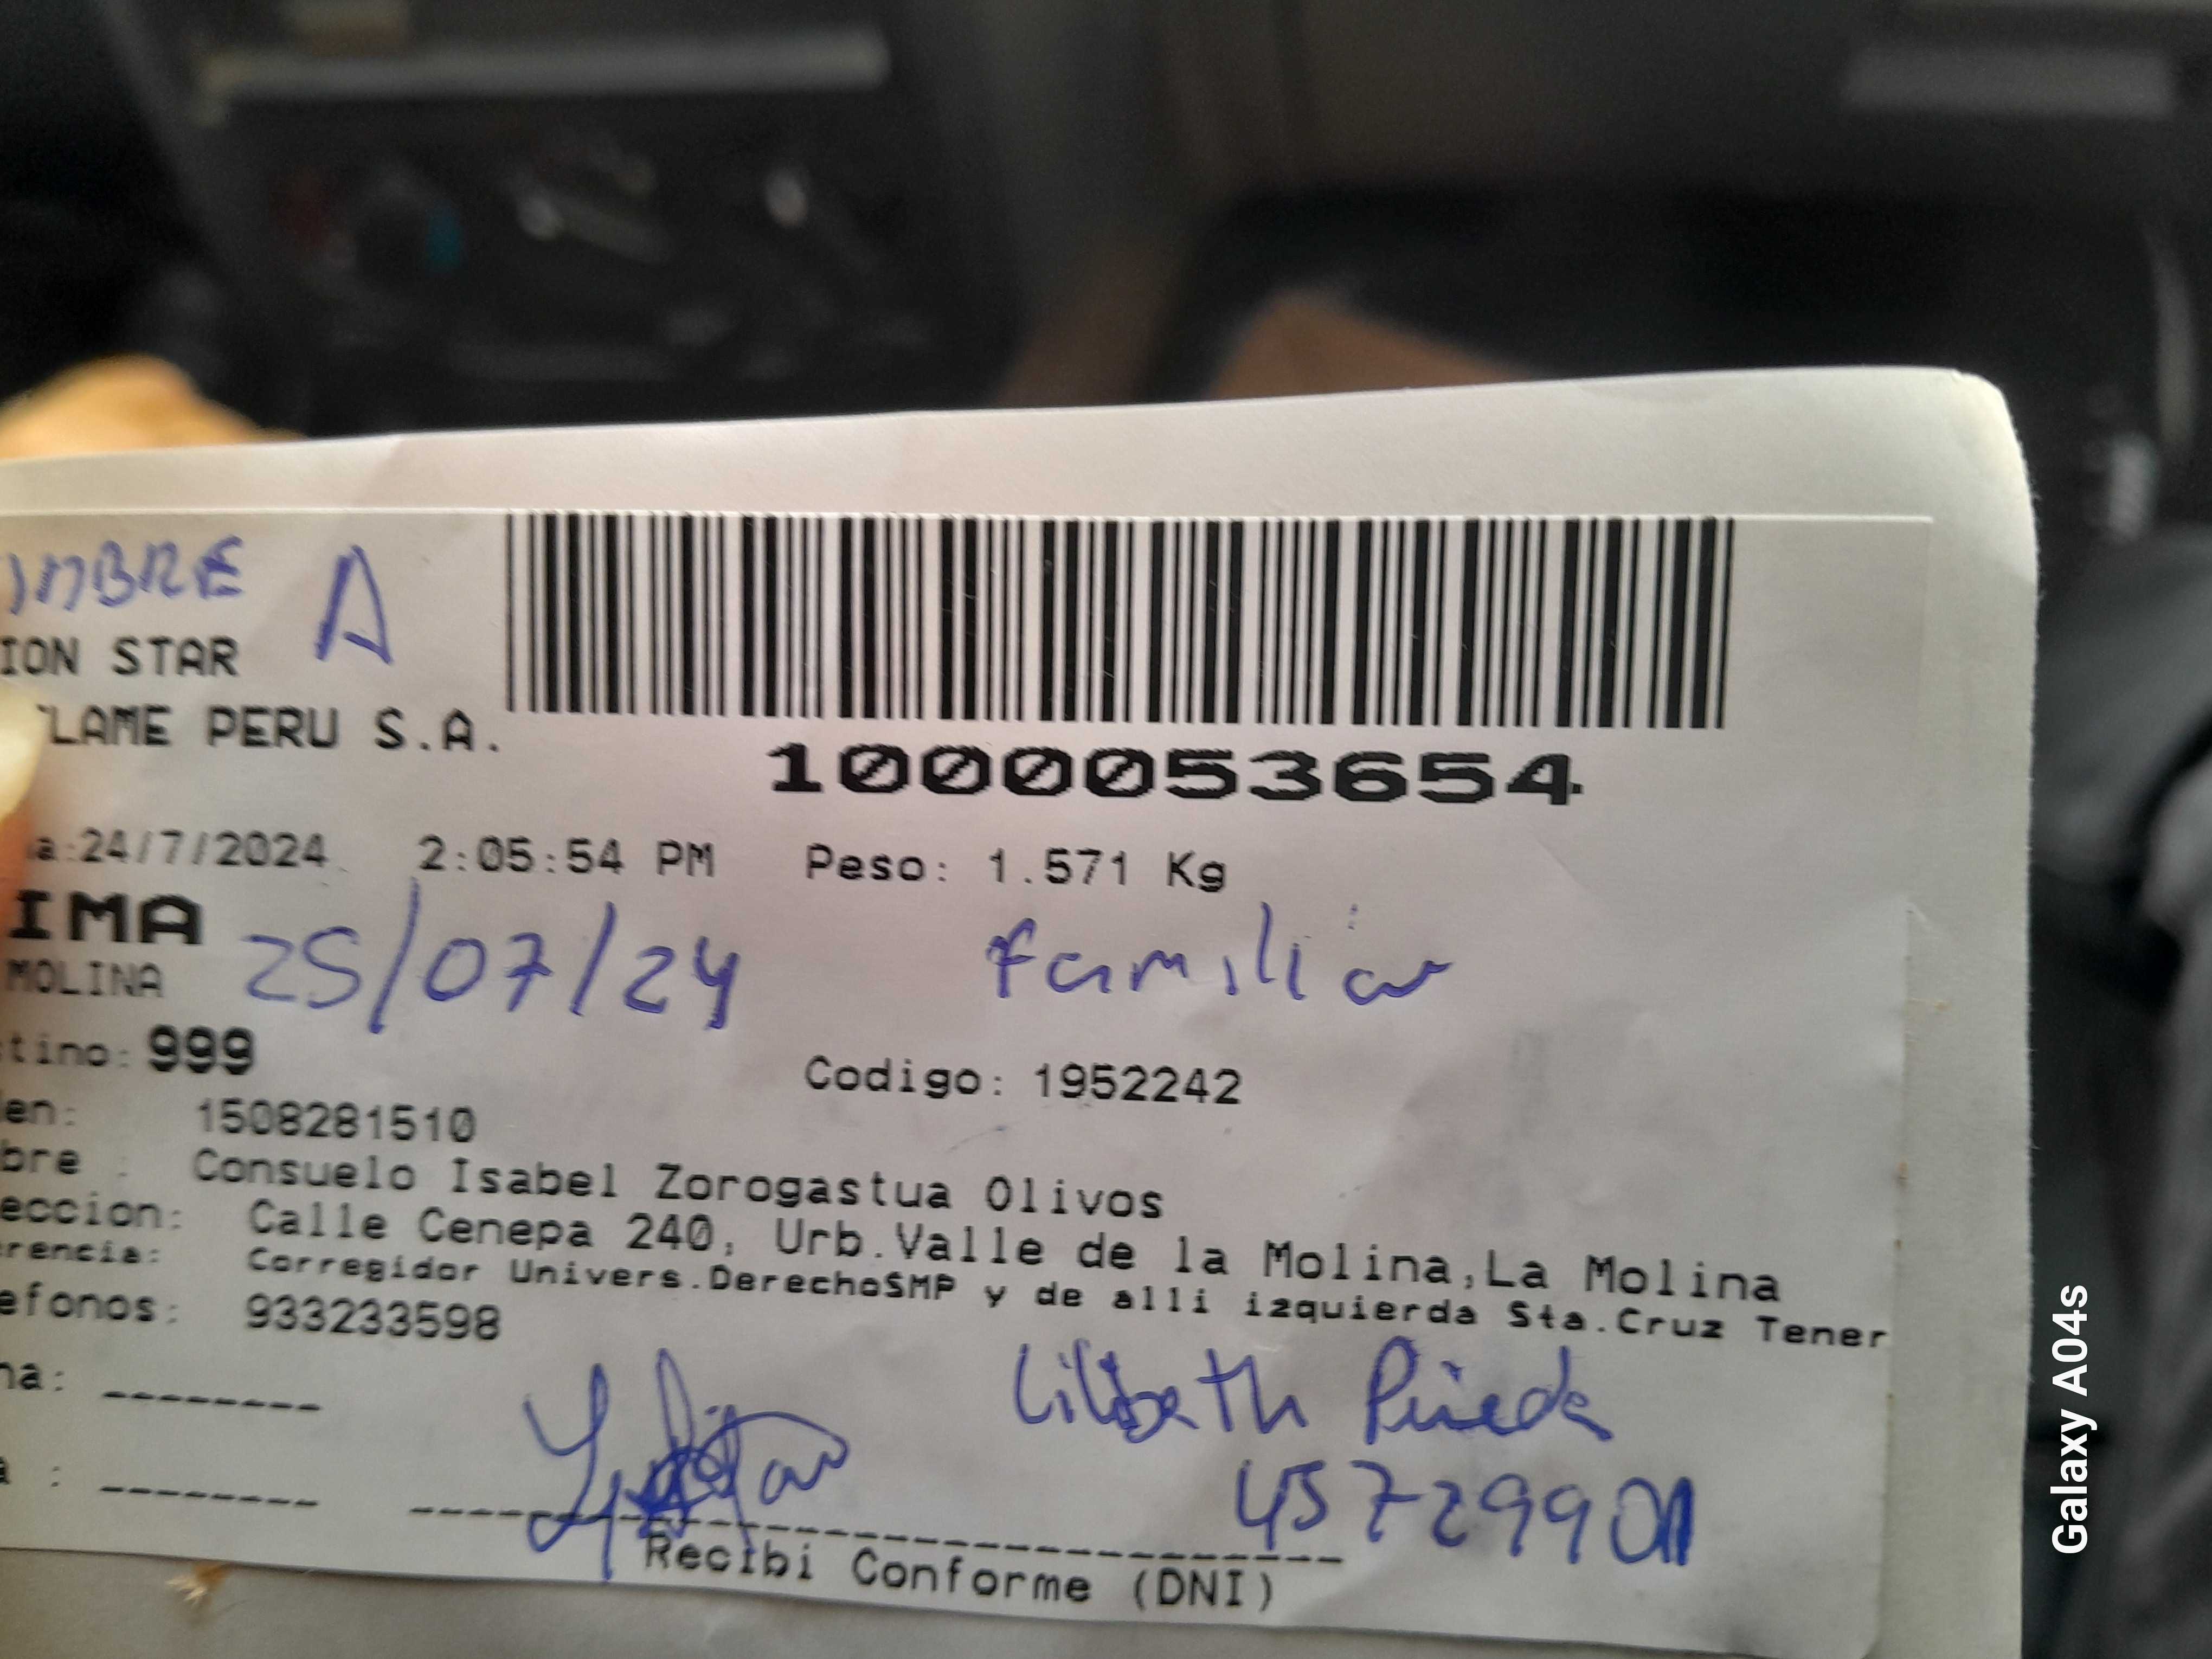 OMBRE A
ION STAR
LAME PERU S.A.
1000053654
a:24/7/2024 2:05:54 PM Peso: 1.571 Kg
IMA
MOLINA 25/07/24 familiar
tino: 999
Codigo: 1952242
en: 1508281510
bre : Consuelo Isabel Zorogastua Olivos
eccion: Calle Cenepa 240, Urb.Valle de la Molina,La Molina
rencia: Corregidor Univers.DerechoSMP y de alli izquierda Sta.Cruz Tener
efonos: 933233598
na:
Lilibeth Pineda
a :
45729901
Recibi Conforme (DNI)
Galaxy A04s